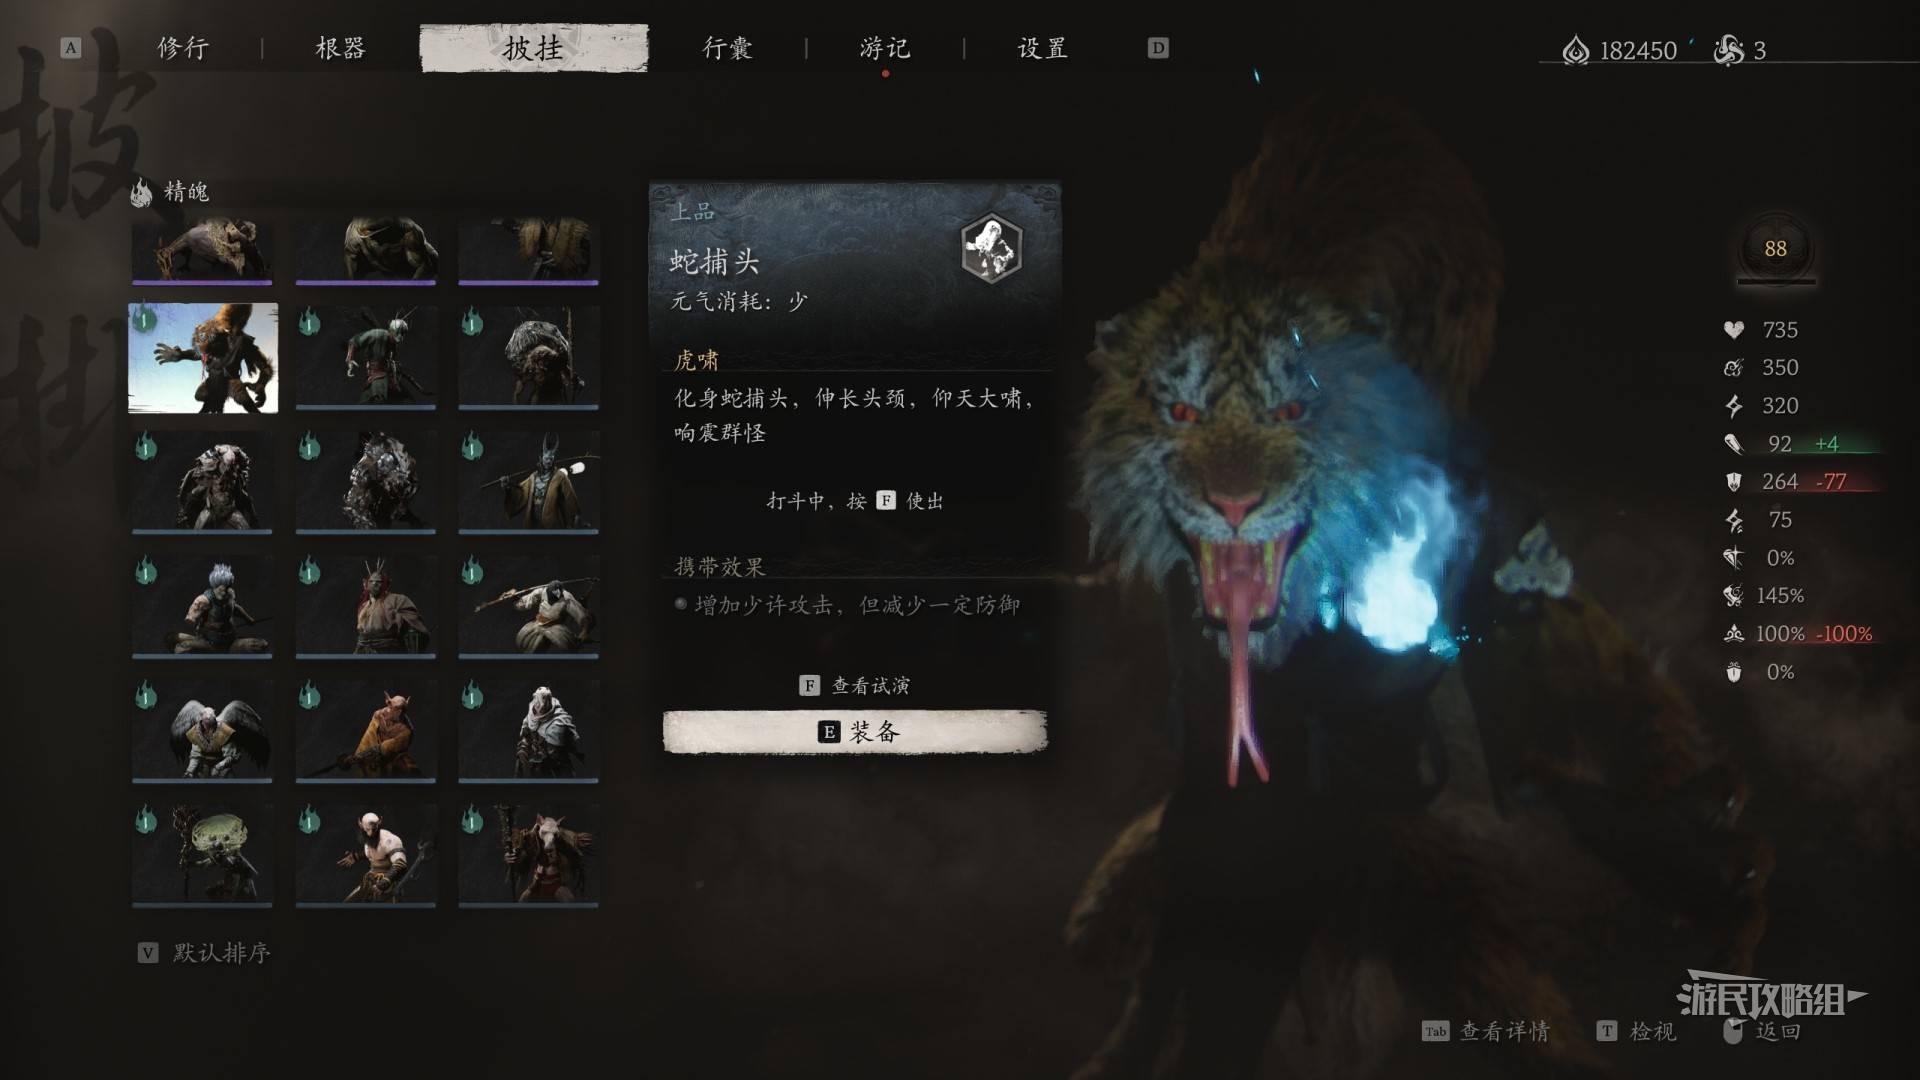 A 修行 根器 披挂 行囊 游记 设置 D
182450 3
披挂
精魄
上品
蛇捕头
元气消耗：少
虎啸
化身蛇捕头，伸长头颈，仰天大啸，
响震群怪
打斗中，按 F 使出
携带效果
增加少许攻击，但减少一定防御
F 查看试演
E 装备
V 默认排序
88
735
350
320
92 +4
264 -77
75
0%
145%
100% -100%
0%
游民攻略组
Tab 查看详情 T 检视 返回